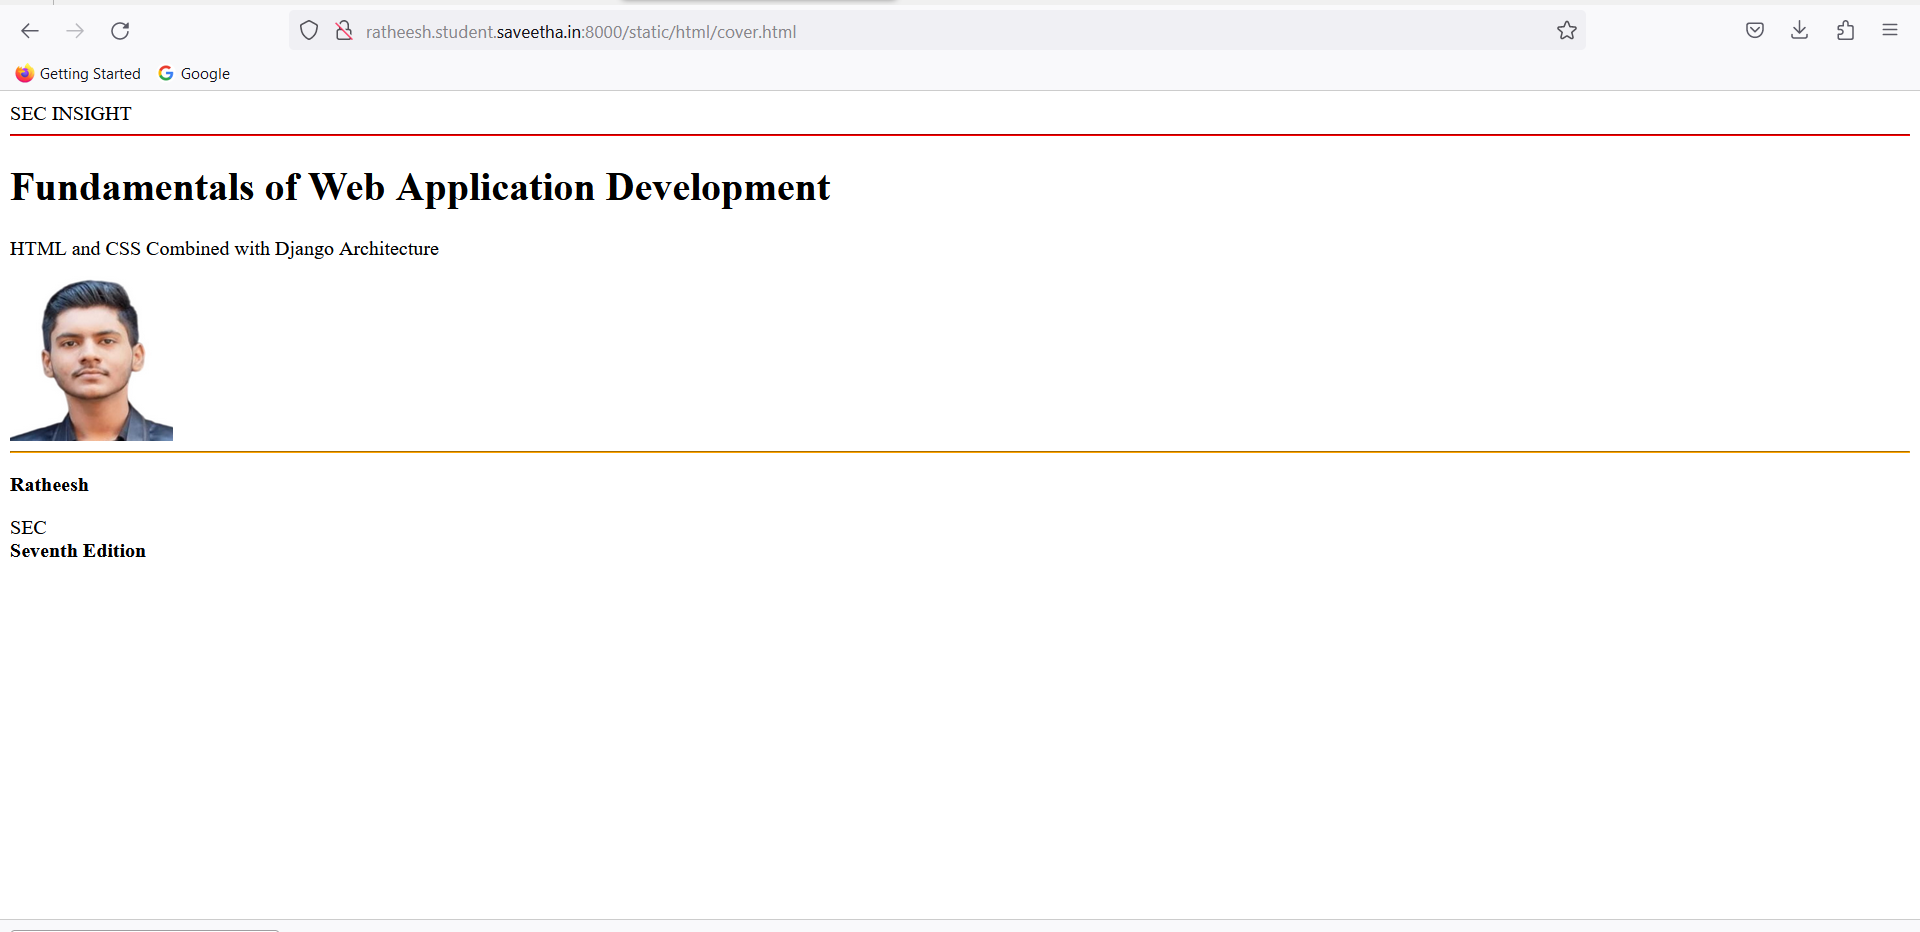 ratheesh.student.saveetha.in:8000/static/html/cover.html
Getting Started Google
SEC INSIGHT
Fundamentals of Web Application Development
HTML and CSS Combined with Django Architecture
Ratheesh
SEC
Seventh Edition